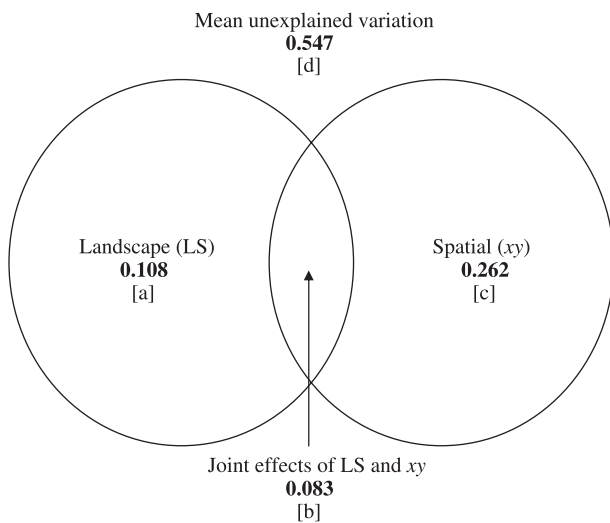 Mean unexplained variation
0.547
[d]
Landscape (LS)
0.108
[a]
Spatial (xy)
0.262
[c]
Joint effects of LS and xy
0.083
[b]